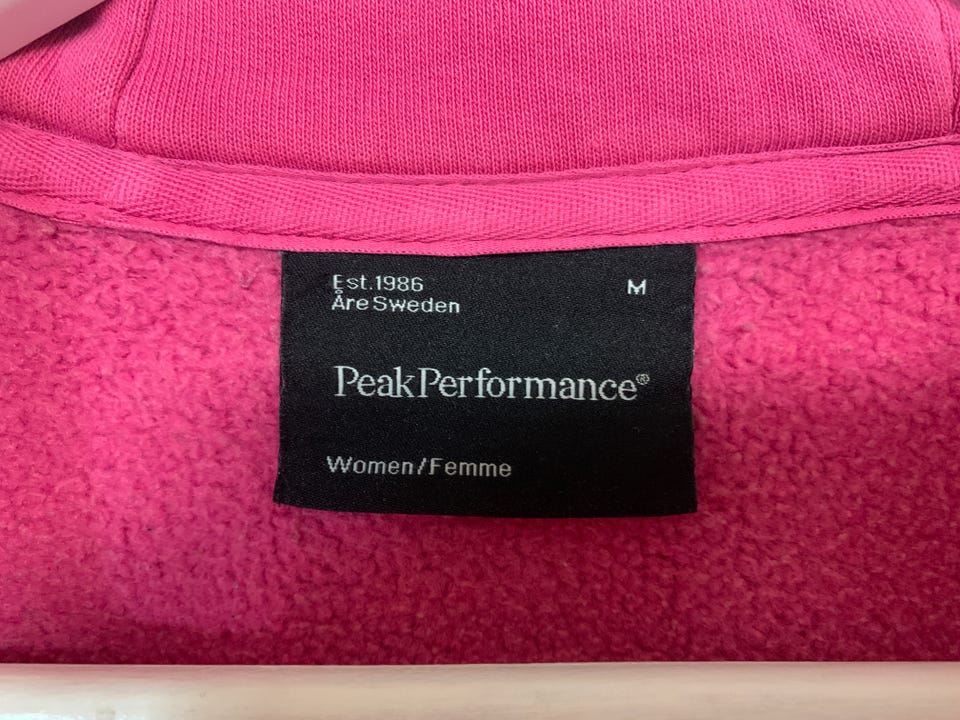 Est.1986
Åre Sweden
M
PeakPerformance®
Women/Femme